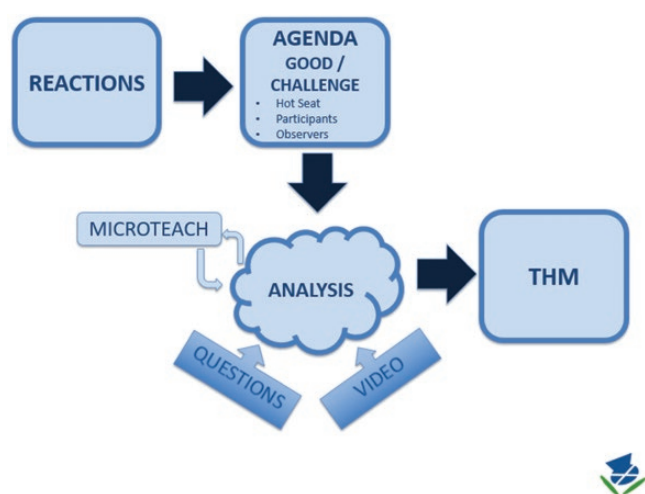 REACTIONS
AGENDA
GOOD /
CHALLENGE
• Hot Seat
• Participants
• Observers
MICROTEACH
ANALYSIS
THM
QUESTIONS
VIDEO